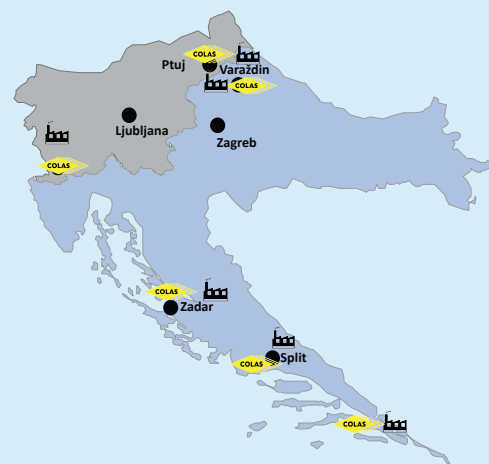 COLAS
Ptuj
Varaždin
COLAS
Ljubljana
Zagreb
COLAS
COLAS
Zadar
Split
COLAS
COLAS